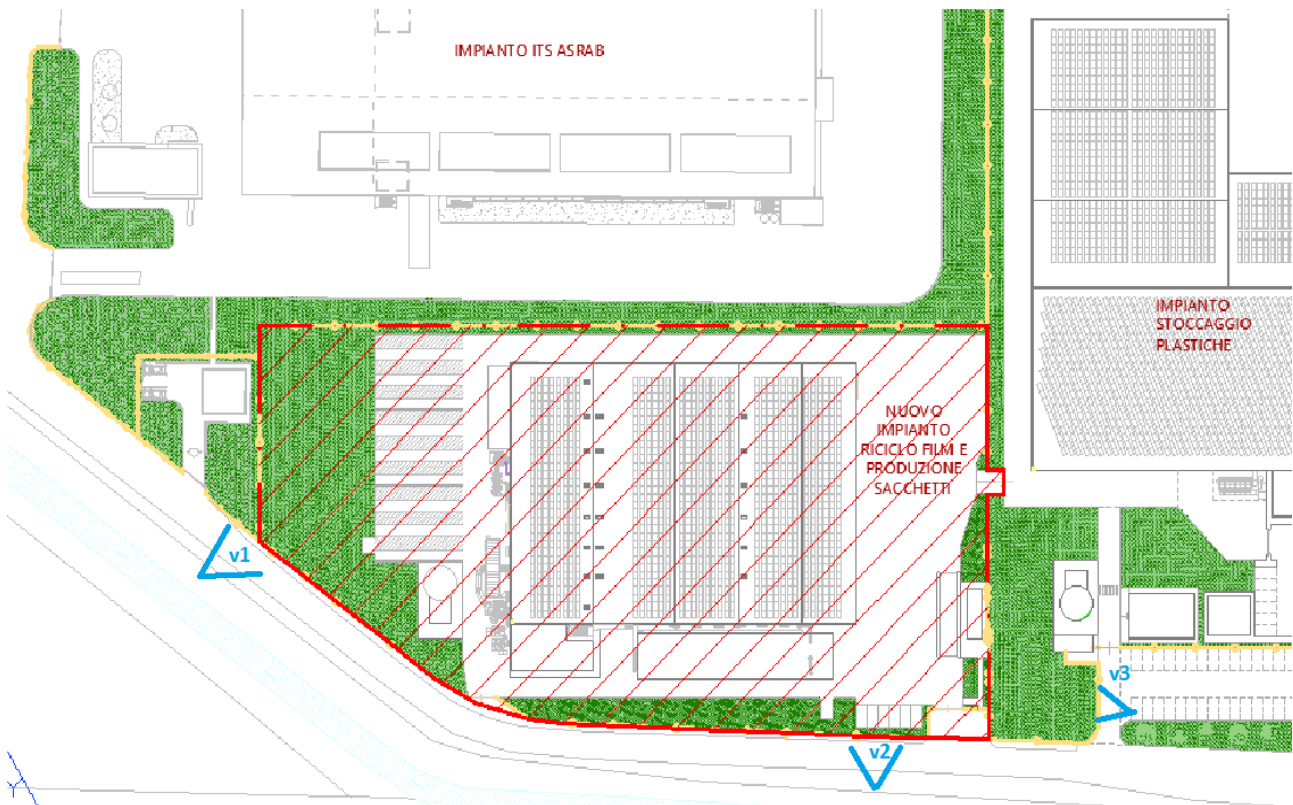 IMPIANTO ITS ASRAB
IMPIANTO
STOCCAGGIO
PLASTICHE
NUOVO
IMPIANTO
RICICLO FILM E
PRODUZIONE
SACCHETTI
v1
v2
v3
Y